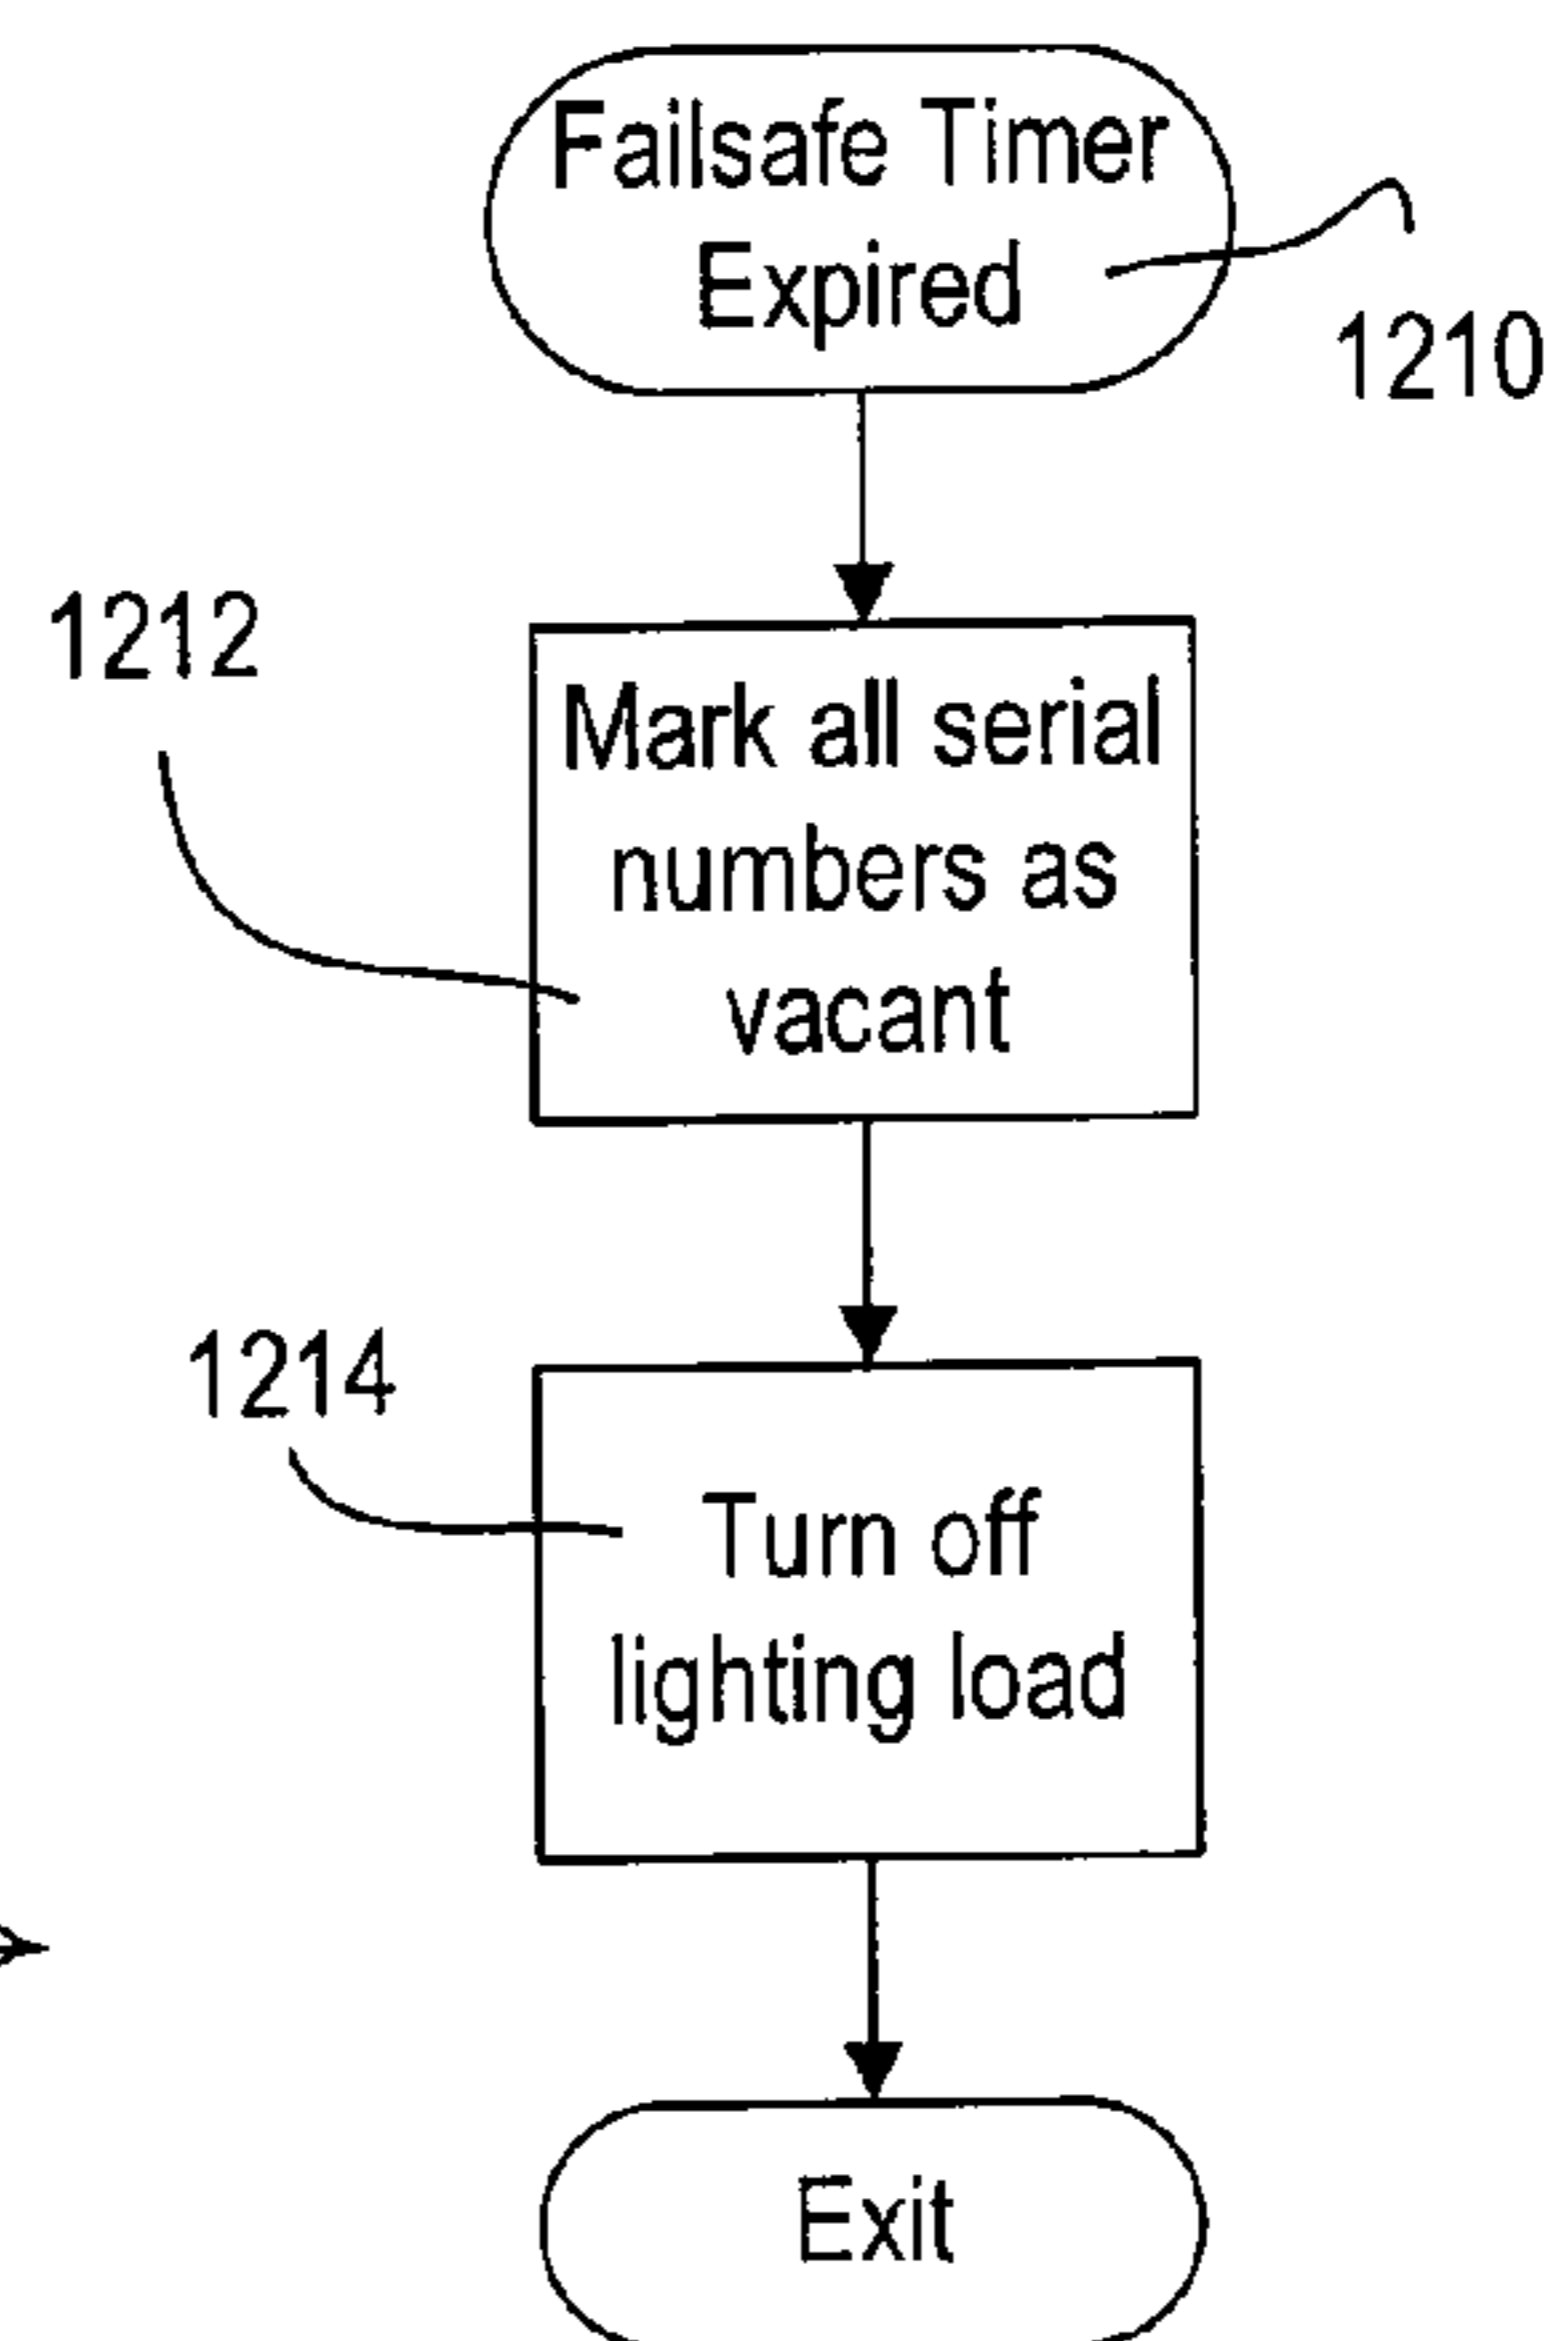 Failsafe Timer
Expired
1210
1212
Mark all serial
numbers as
vacant
1214
Turn off
lighting load
Exit